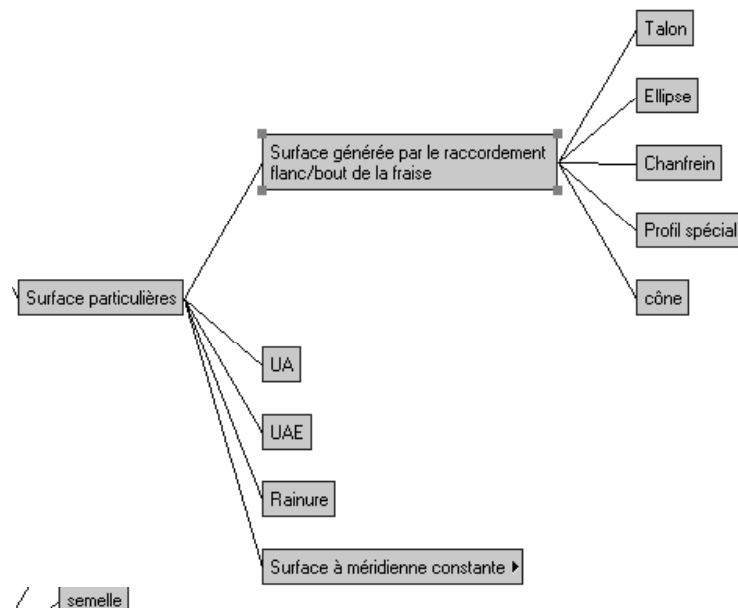 Talon
Ellipse
Surface générée par le raccordement
flanc/bout de la fraise
Chanfrein
Profil spécial
Surface particulières
cône
UA
UAE
Rainure
Surface à méridienne constante
semelle